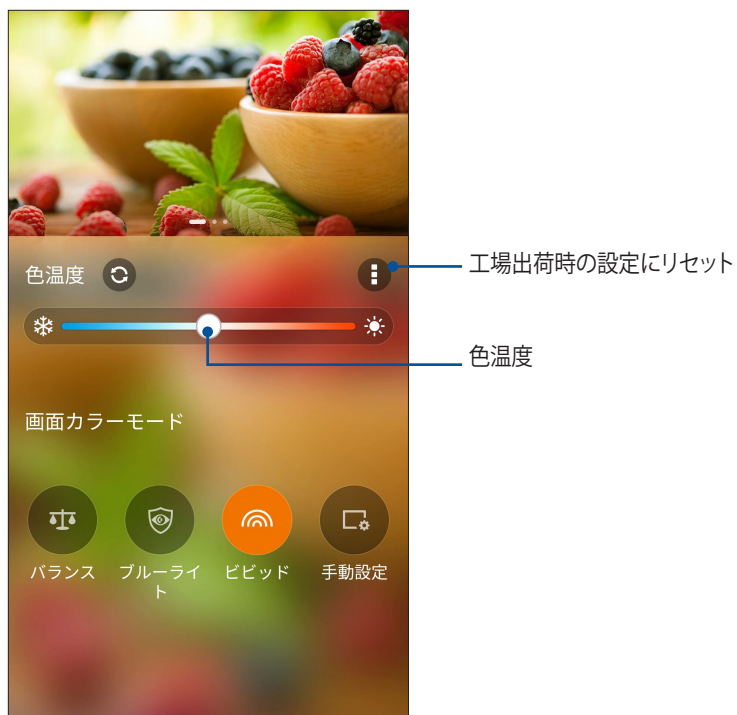 工場出荷時の設定にリセット
色温度
色温度
画面カラーモード
バランス
ブルーライ
ト
ビビッド
手動設定